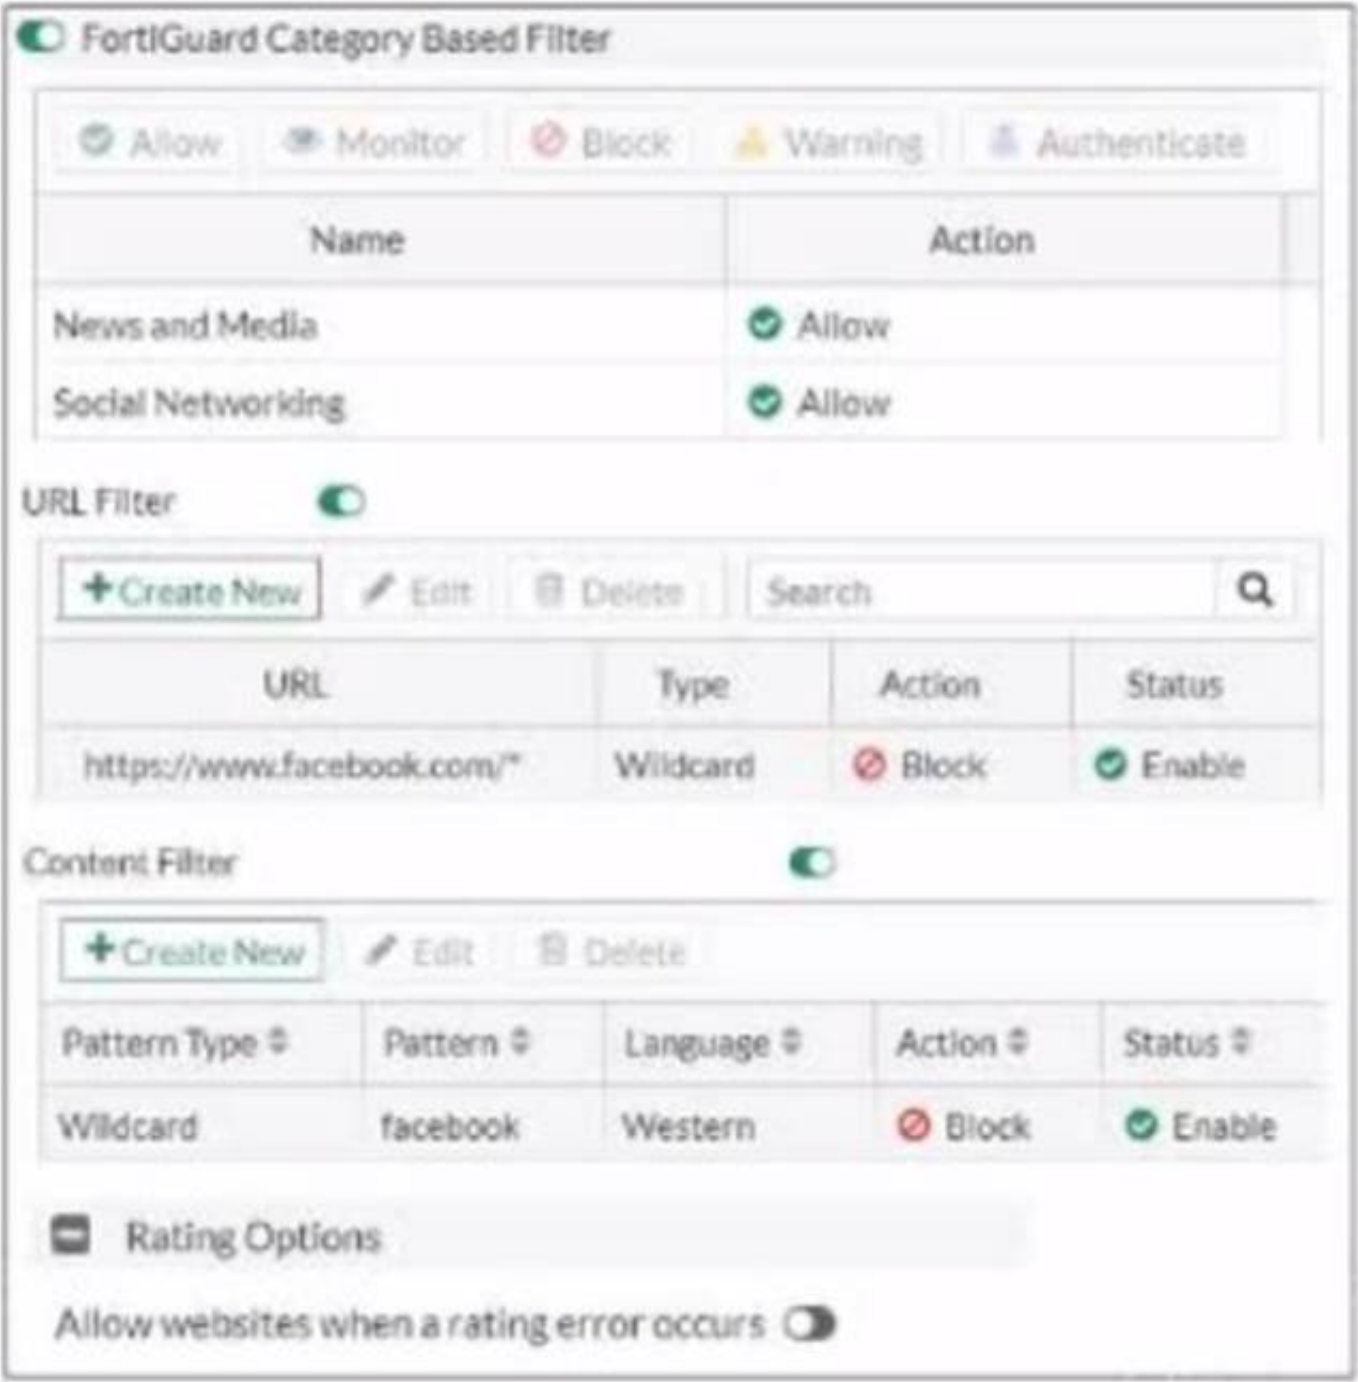 FortiGuard Category Based Filter
Allow Monitor Block Warning Authenticate
Name Action
News and Media Allow
Social Networking Allow
URL Filter
+ Create New Edit Delete Search
URL Type Action Status
https://www.facebook.com/* Wildcard Block Enable
Content Filter
+ Create New Edit Delete
Pattern Type Pattern Language Action Status
Wildcard facebook Western Block Enable
Rating Options
Allow websites when a rating error occurs